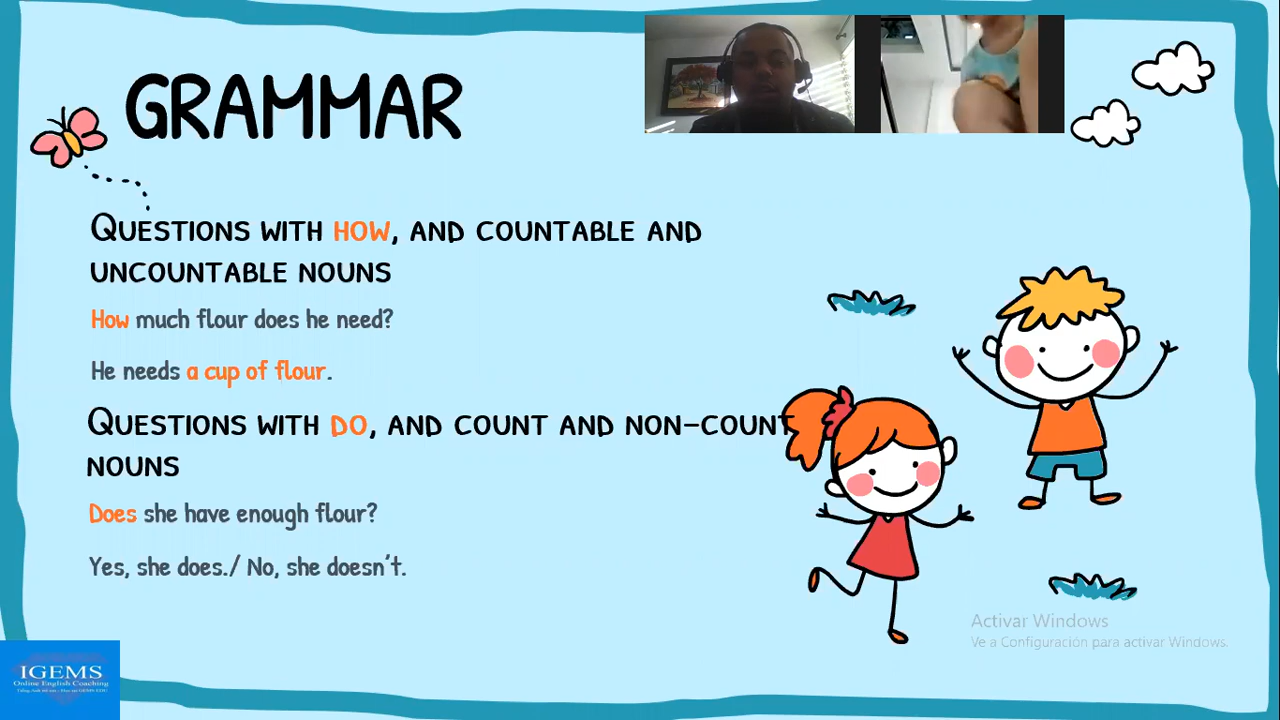 GRAMMAR
QUESTIONS WITH HOW, AND COUNTABLE AND
UNCOUNTABLE NOUNS
How much flour does he need?
He needs a cup of flour.
QUESTIONS WITH DO, AND COUNT AND NON-COUNT
NOUNS
Does she have enough flour?
Yes, she does./ No, she doesn't.
Activar Windows
Ve a Configuración para activar Windows.
IGEMS
Online English Coaching